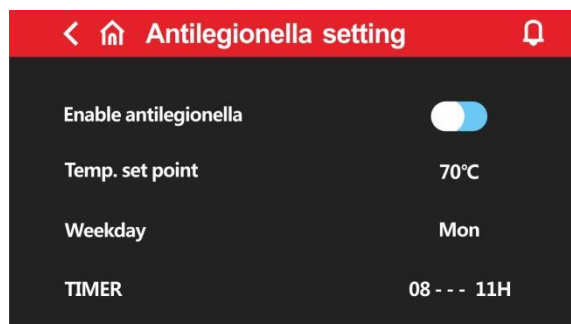 Antilegionella setting
Enable antilegionella
Temp. set point 70℃
Weekday Mon
TIMER 08 - - - 11H